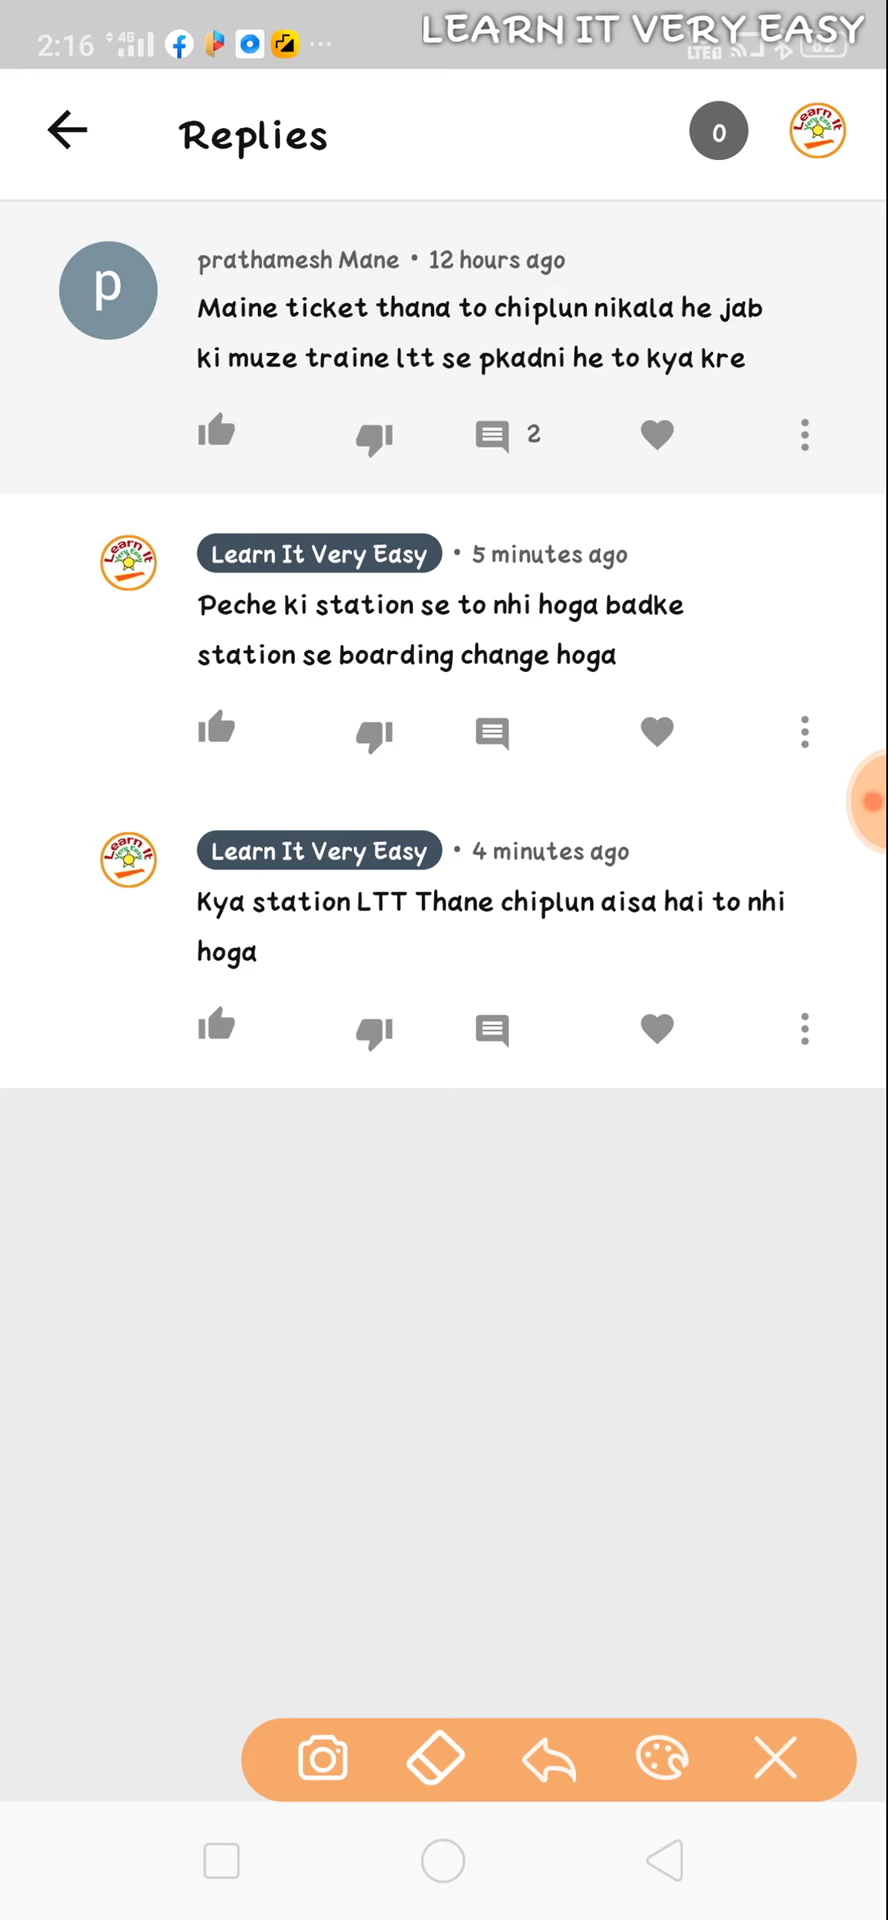 LEARN IT VERY EASY
2:16 4G
Replies
0
p
prathamesh Mane • 12 hours ago
Maine ticket thana to chiplun nikala he jab
ki muze traine ltt se pkadni he to kya kre
2
Learn It Very Easy • 5 minutes ago
Peche ki station se to nhi hoga badke
station se boarding change hoga
Learn It Very Easy • 4 minutes ago
Kya station LTT Thane chiplun aisa hai to nhi
hoga